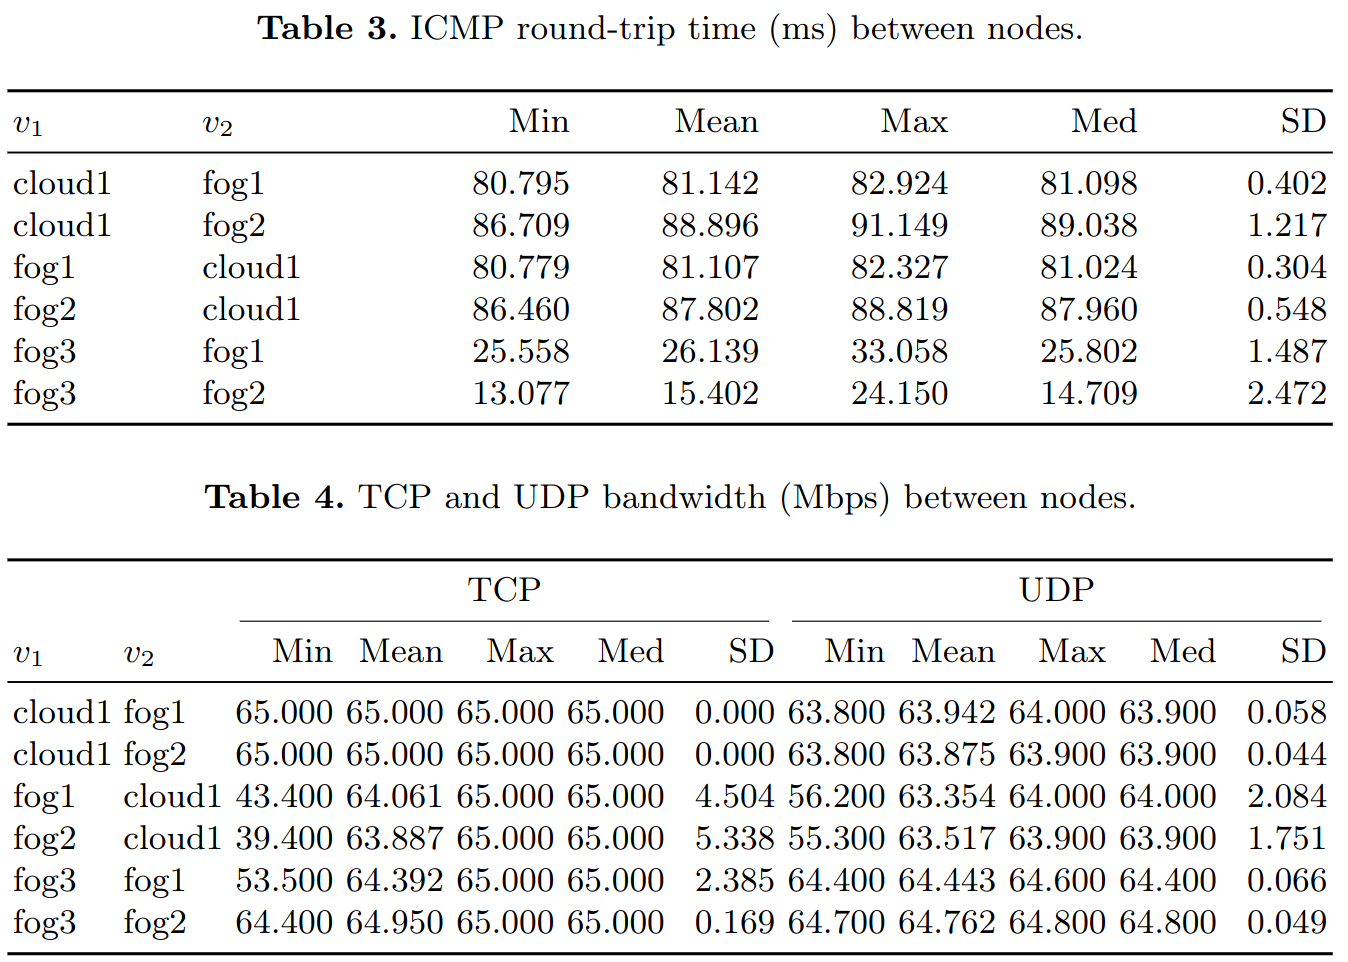 Table 3. ICMP round-trip time (ms) between nodes.
v1 v2 Min Mean Max Med SD
cloud1 fog1 80.795 81.142 82.924 81.098 0.402
cloud1 fog2 86.709 88.896 91.149 89.038 1.217
fog1 cloud1 80.779 81.107 82.327 81.024 0.304
fog2 cloud1 86.460 87.802 88.819 87.960 0.548
fog3 fog1 25.558 26.139 33.058 25.802 1.487
fog3 fog2 13.077 15.402 24.150 14.709 2.472
Table 4. TCP and UDP bandwidth (Mbps) between nodes.
TCP UDP
v1 v2 Min Mean Max Med SD Min Mean Max Med SD
cloud1 fog1 65.000 65.000 65.000 65.000 0.000 63.800 63.942 64.000 63.900 0.058
cloud1 fog2 65.000 65.000 65.000 65.000 0.000 63.800 63.875 63.900 63.900 0.044
fog1 cloud1 43.400 64.061 65.000 65.000 4.504 56.200 63.354 64.000 64.000 2.084
fog2 cloud1 39.400 63.887 65.000 65.000 5.338 55.300 63.517 63.900 63.900 1.751
fog3 fog1 53.500 64.392 65.000 65.000 2.385 64.400 64.443 64.600 64.400 0.066
fog3 fog2 64.400 64.950 65.000 65.000 0.169 64.700 64.762 64.800 64.800 0.049